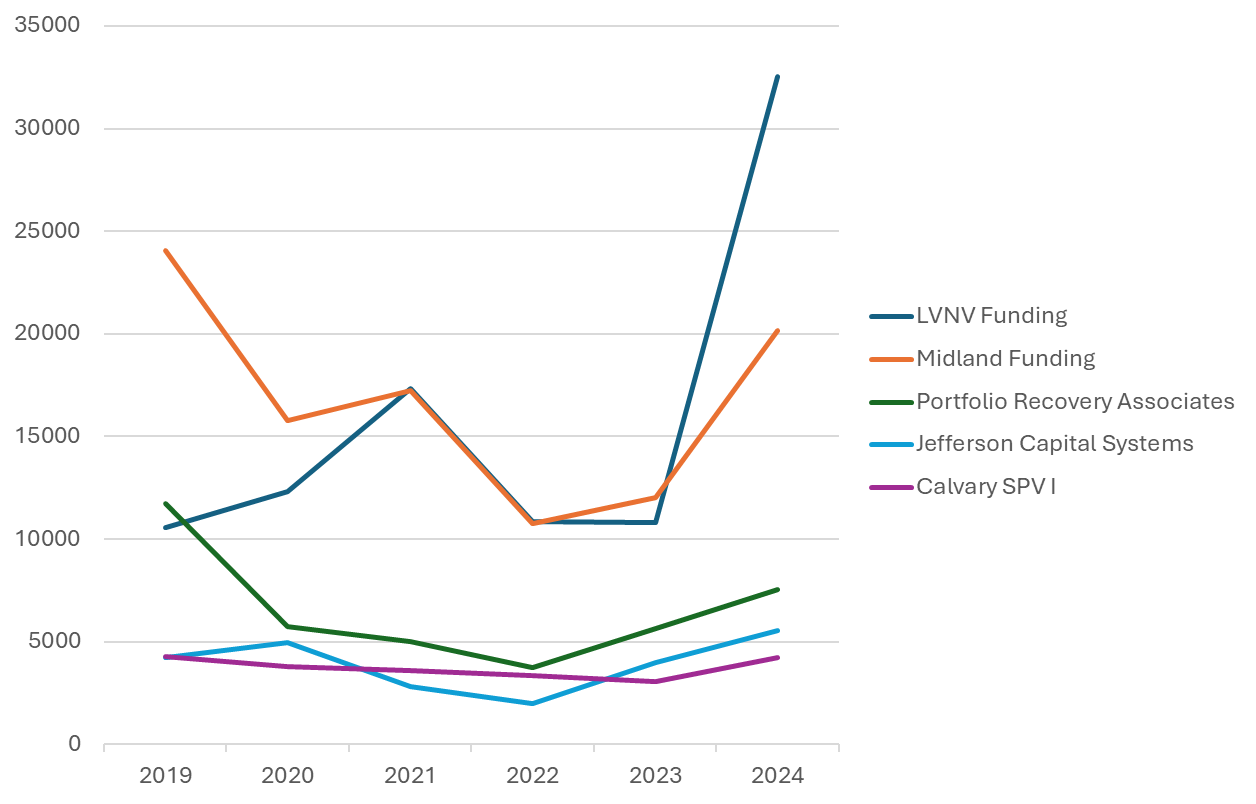 35000
30000
25000
20000
15000
10000
5000
0
2019 2020 2021 2022 2023 2024
LVNV Funding
Midland Funding
Portfolio Recovery Associates
Jefferson Capital Systems
Calvary SPV I